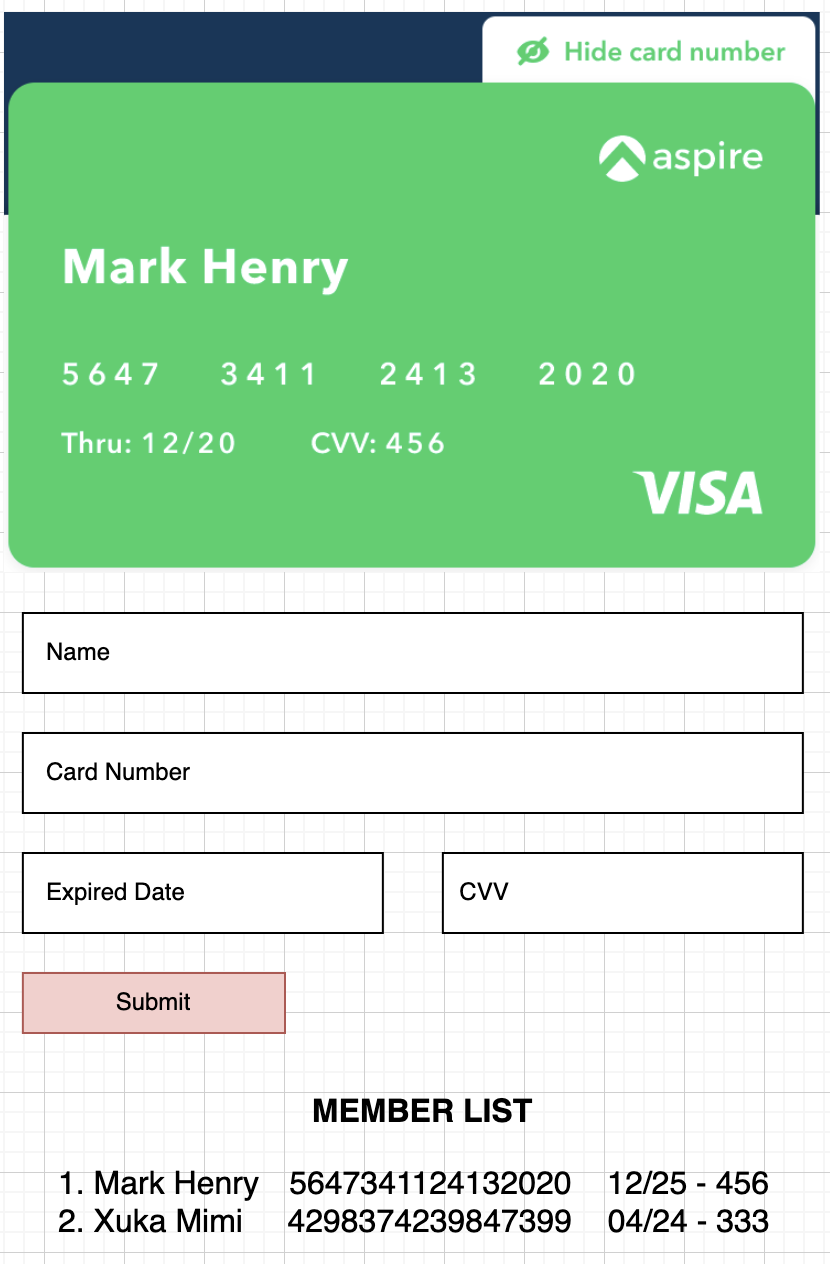 Hide card number
aspire
Mark Henry
5647 3411 2413 2020
Thru: 12/20 CVV: 456
VISA
Name
Card Number
Expired Date CVV
Submit
MEMBER LIST
1. Mark Henry 5647341124132020 12/25 - 456
2. Xuka Mimi 4298374239847399 04/24 - 333